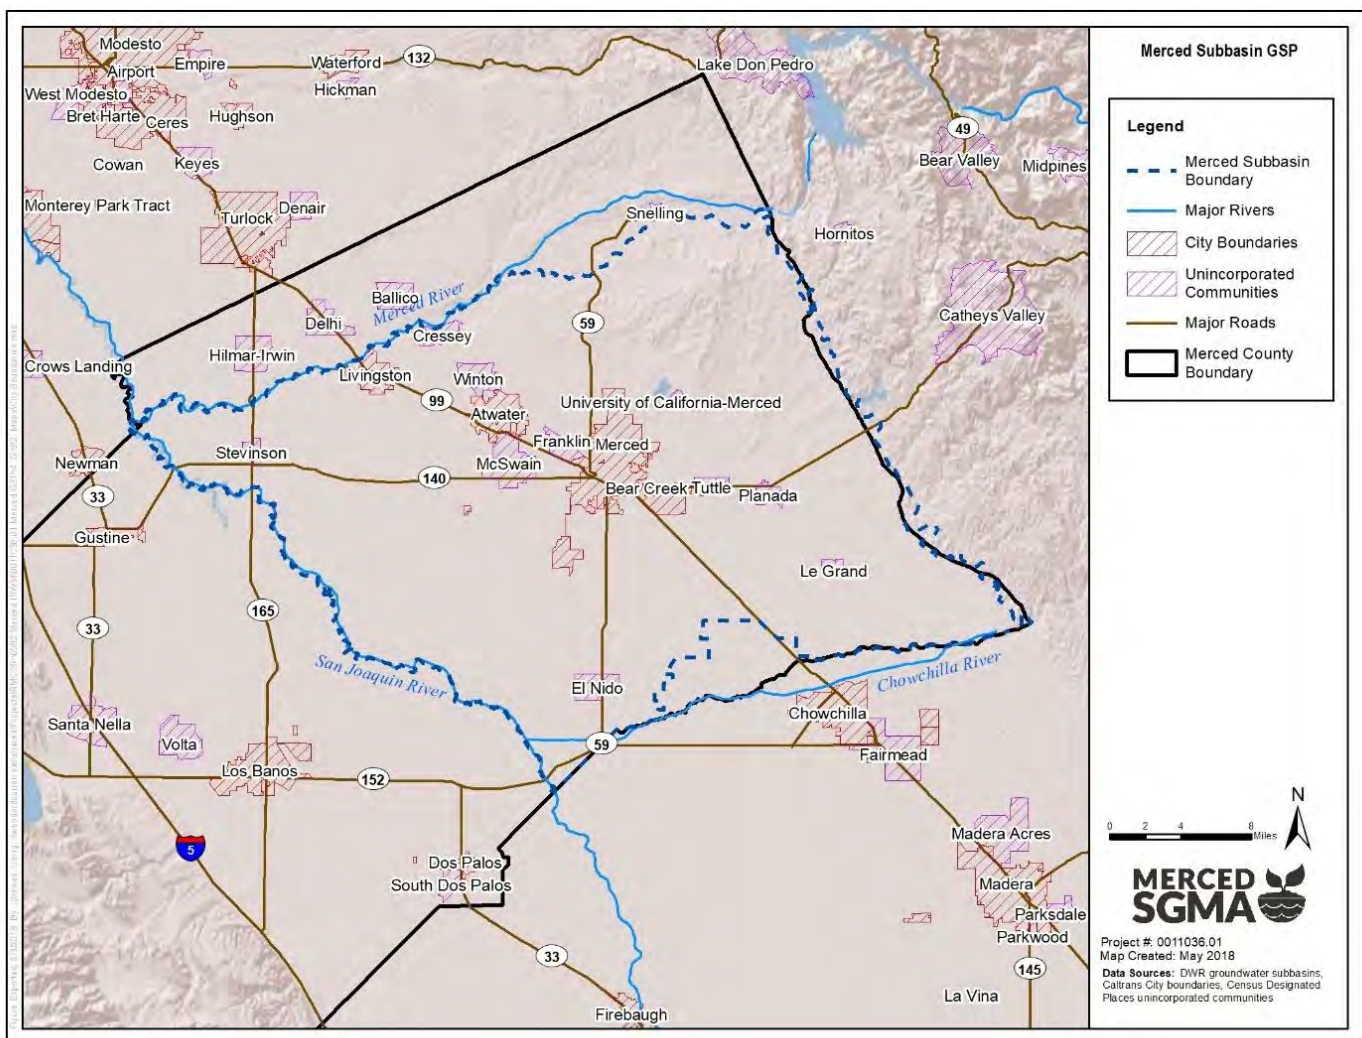 Modesto
Empire
Waterford
132
Lake Don Pedro
Airport
Hickman
West Modesto
Bret Harte
Ceres
Hughson
49
Bear Valley
Midpines
Cowan
Keyes
Monterey Park Tract
Denair
Turlock
Snelling
Hornitos
Ballico
Merced River
Delhi
Cressey
59
Catheys Valley
Crows Landing
Hilmar-Irwin
Livingston
Winton
99
Atwater
University of California-Merced
Franklin
Merced
Stevinson
McSwain
Newman
140
Bear Creek
Tuttle
Planada
33
Gustine
Le Grand
165
33
San Joaquin River
El Nido
Chowchilla River
Santa Nella
Volta
Chowchilla
59
Fairmead
Los Banos
152
5
Madera Acres
Dos Palos
South Dos Palos
Madera
Parksdale
Parkwood
33
145
La Vina
Firebaugh
Merced Subbasin GSP
Legend
Merced Subbasin
Boundary
Major Rivers
City Boundaries
Unincorporated
Communities
Major Roads
Merced County
Boundary
N
0 2 4 8
Miles
MERCED
SGMA
Project #: 0011036.01
Map Created: May 2018
Data Sources: DWR groundwater subbasins,
Caltrans City boundaries, Census Designated
Places unincorporated communities